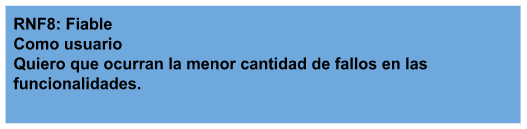 RNF8: Fiable
Como usuario
Quiero que ocurran la menor cantidad de fallos en las
funcionalidades.